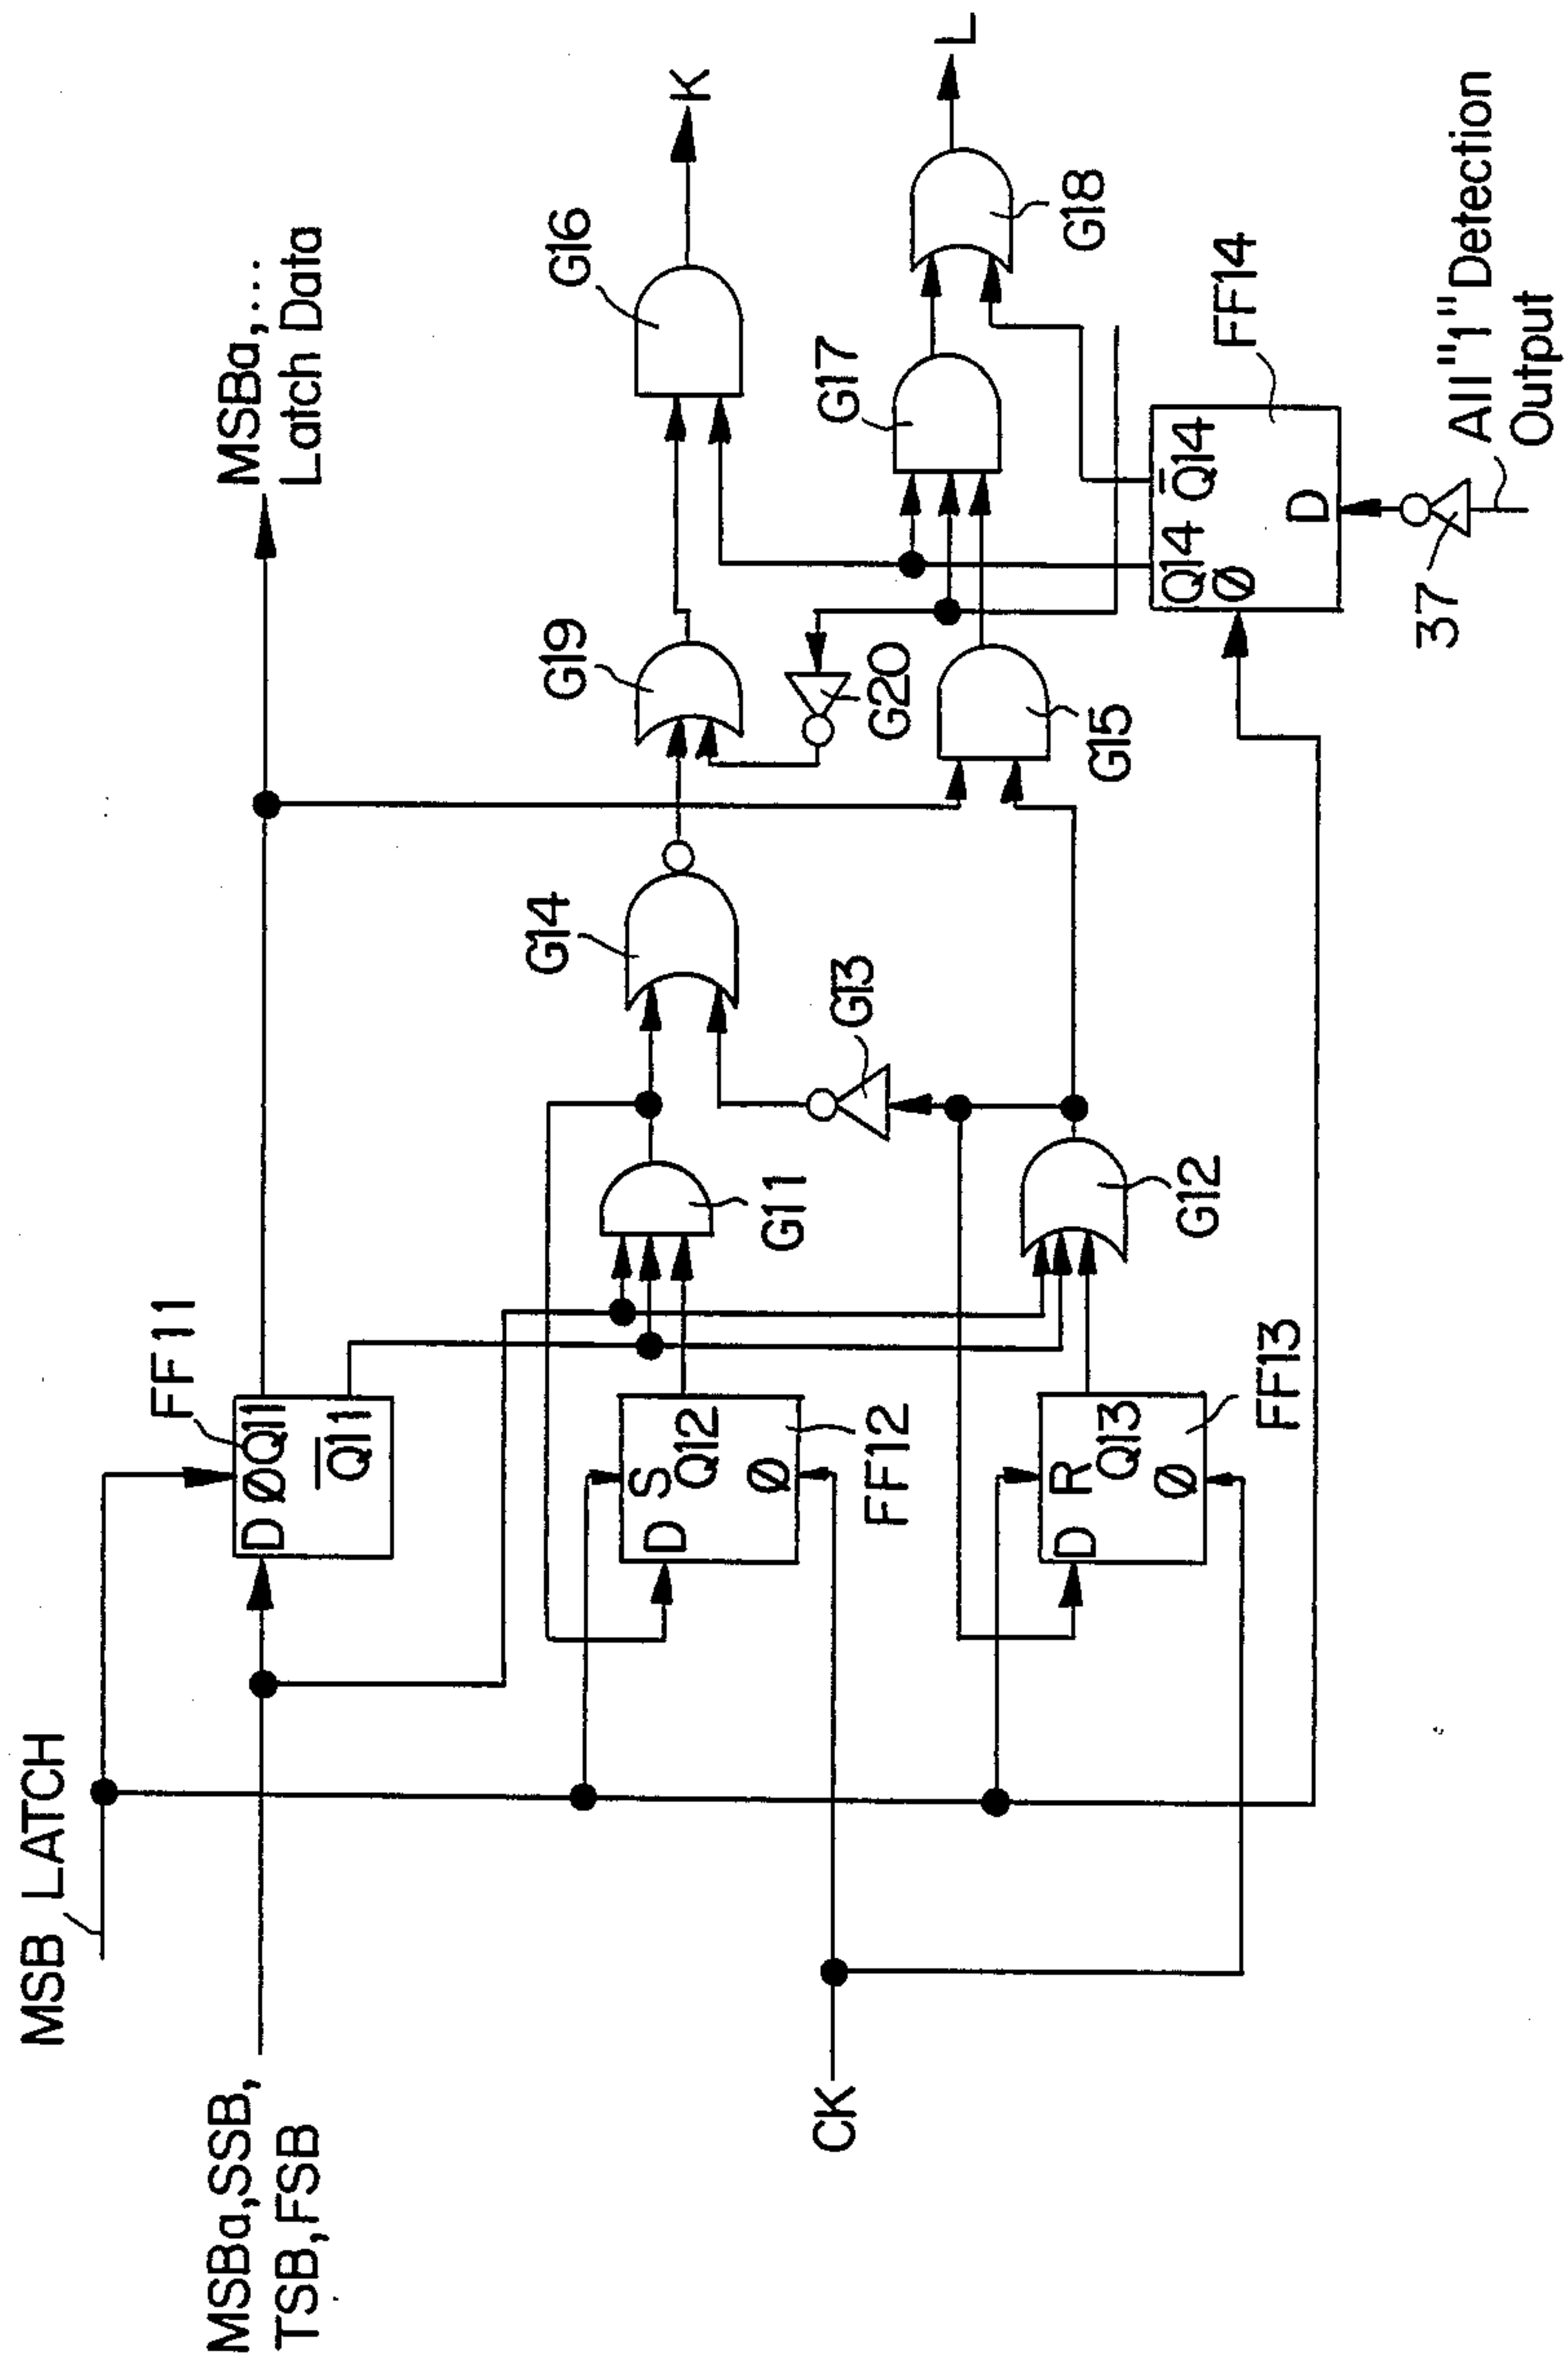 MSB LATCH
MSBa,SSB,
TSB,FSB
CK
FF11
D Ø Q11
Q̅11
MSBa,···
Latch Data
S
D Q12
Ø
FF12
R
D Q13
Ø
FF13
G11
G12
G13
G14
G15
G16
G17
G18
G19
G20
K
L
Q14 Q̅14
Ø
D
FF14
37
All"1"Detection
Output